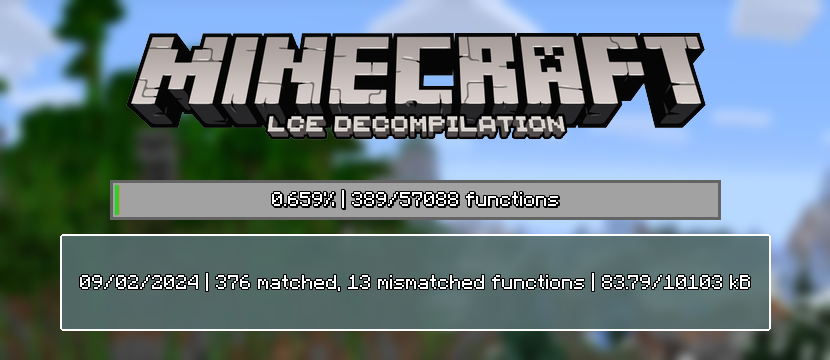 MINECRAFT
LCE DECOMPILATION
0.659% | 389/57088 functions
09/02/2024 | 376 matched, 13 mismatched functions | 83.79/10103 kB